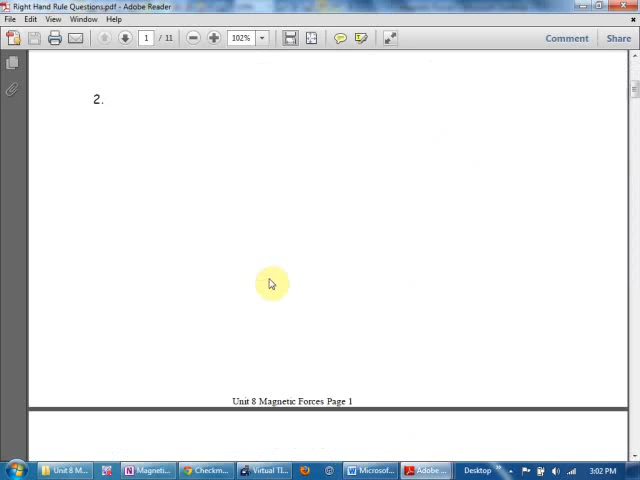 Right Hand Rule Questions.pdf - Adobe Reader
File Edit View Window Help
1 / 11 102% Comment Share
2.
Unit 8 Magnetic Forces Page 1
Unit 8 M... Magneti... Checkm... Virtual TI... Microsof... Adobe ... Desktop 3:02 PM